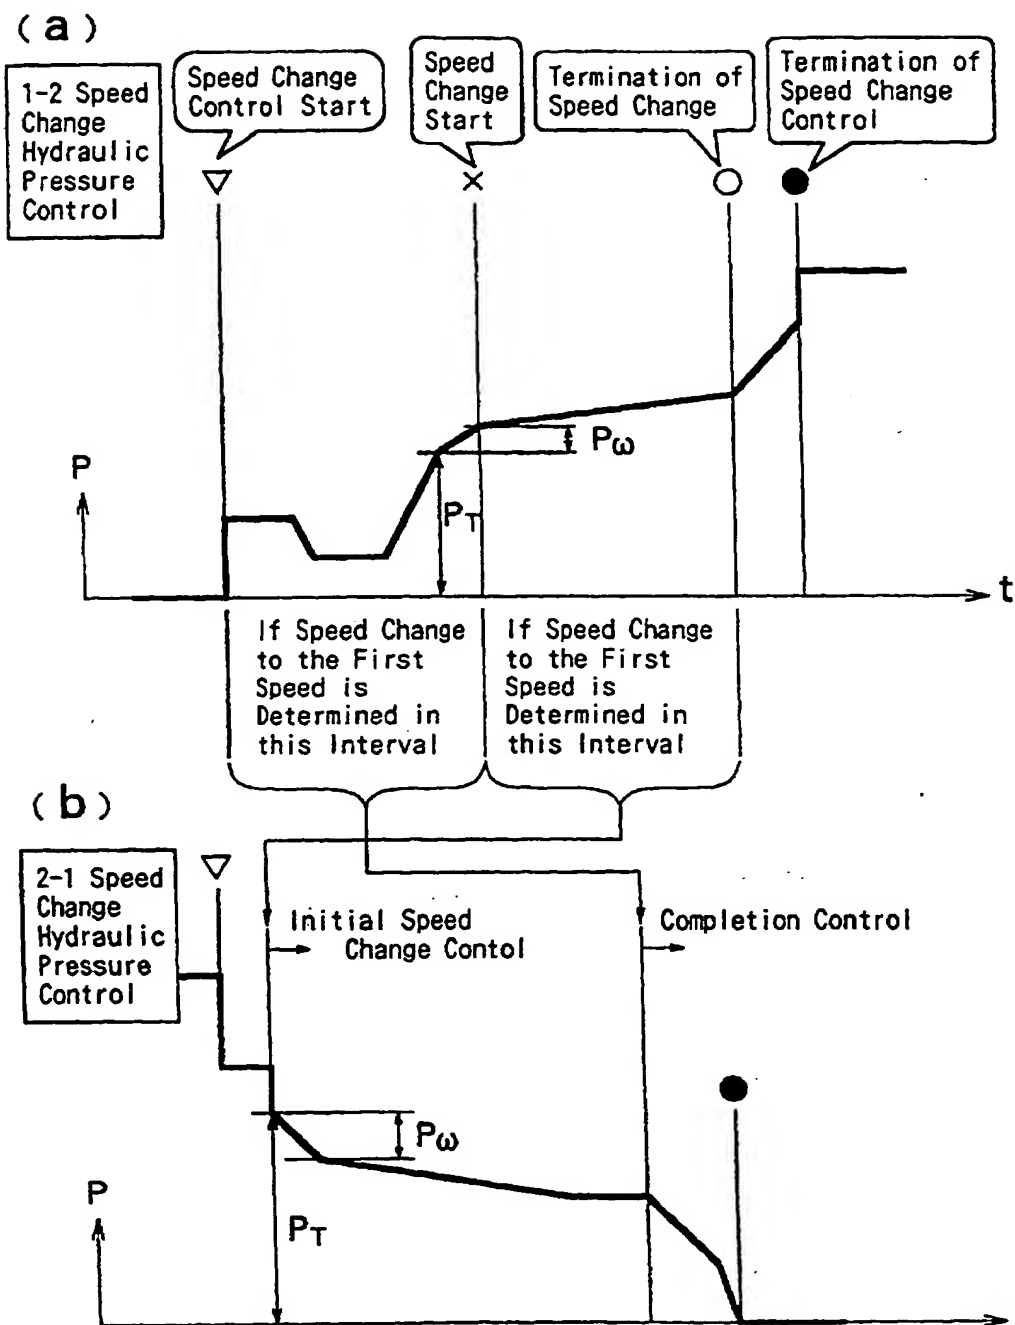 (a)
1-2 Speed
Change
Hydraulic
Pressure
Control
Speed Change
Control Start
Speed
Change
Start
Termination of
Speed Change
Termination of
Speed Change
Control
P
Pω
PT
t
If Speed Change
to the First
Speed is
Determined in
this Interval
If Speed Change
to the First
Speed is
Determined in
this Interval
(b)
2-1 Speed
Change
Hydraulic
Pressure
Control
Initial Speed
Change Contol
Completion Control
Pω
P
PT